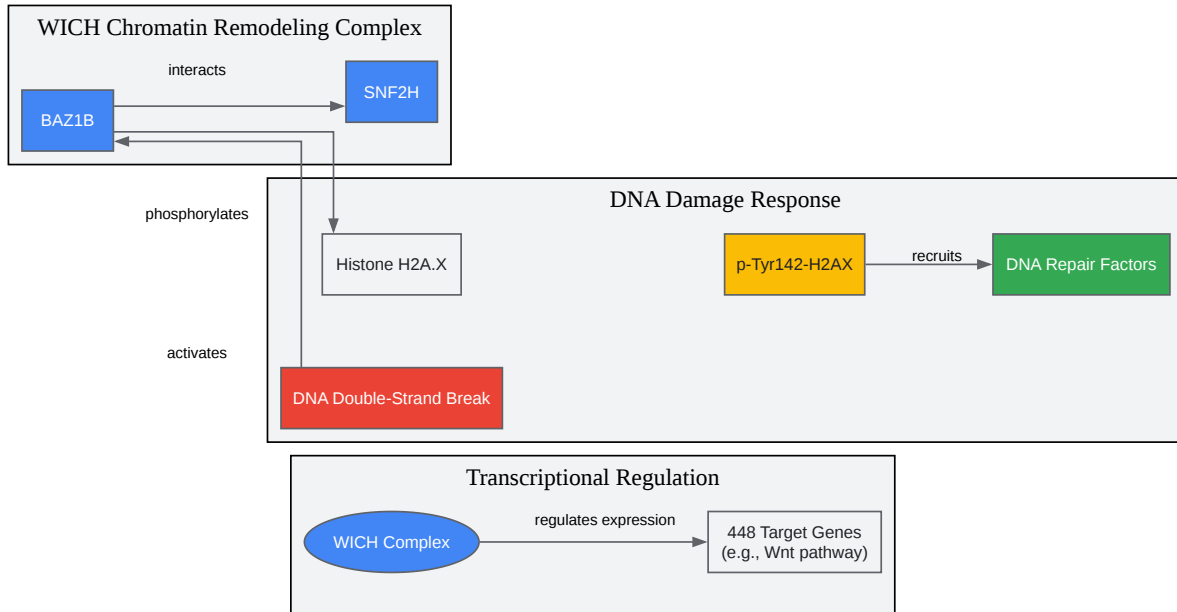 WICH Chromatin Remodeling Complex
interacts
SNF2H
BAZ1B
DNA Damage Response
phosphorylates
Histone H2A.X
p-Tyr142-H2AX
recruits
DNA Repair Factors
activates
DNA Double-Strand Break
Transcriptional Regulation
WICH Complex
regulates expression
448 Target Genes
(e.g., Wnt pathway)